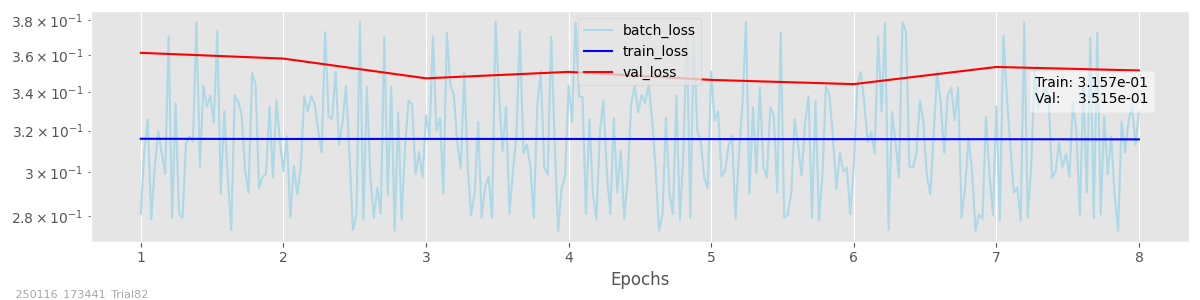 3.8 × 10⁻¹
3.6 × 10⁻¹
3.4 × 10⁻¹
3.2 × 10⁻¹
3 × 10⁻¹
2.8 × 10⁻¹
batch_loss
train_loss
val_loss
Train: 3.157e-01
Val: 3.515e-01
1 2 3 4 5 6 7 8
Epochs
250116_173441_Trial82